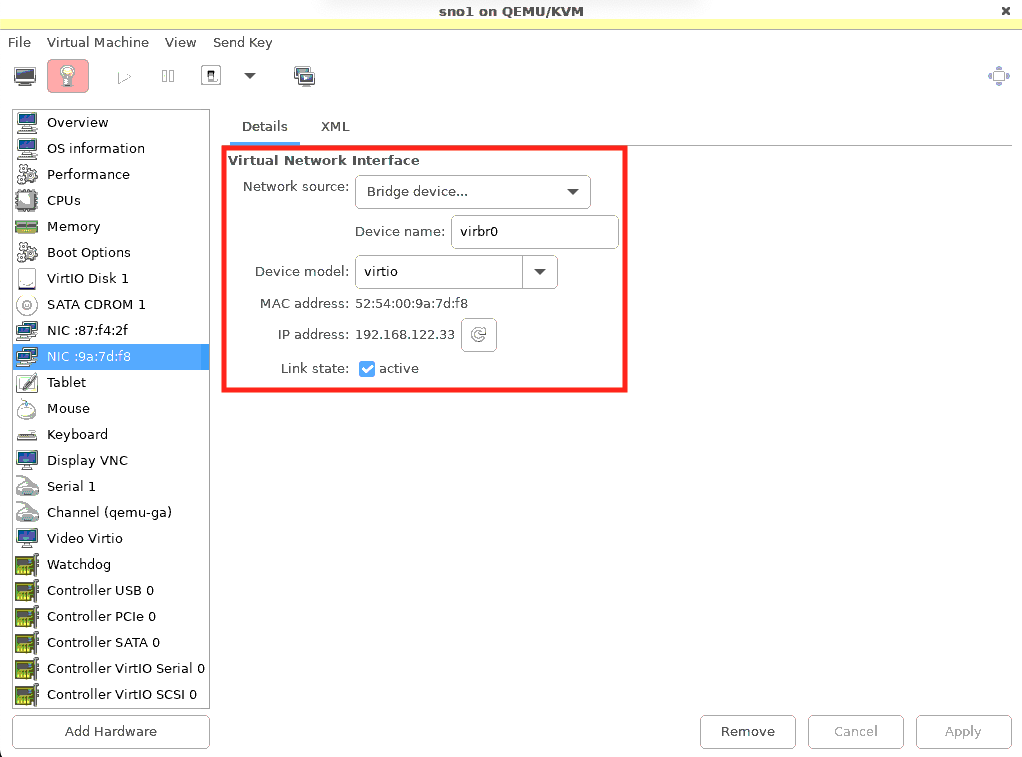 sno1 on QEMU/KVM
File Virtual Machine View Send Key
Overview
OS information
Performance
CPUs
Memory
Boot Options
VirtIO Disk 1
SATA CDROM 1
NIC :87:f4:2f
NIC :9a:7d:f8
Tablet
Mouse
Keyboard
Display VNC
Serial 1
Channel (qemu-ga)
Video Virtio
Watchdog
Controller USB 0
Controller PCIe 0
Controller SATA 0
Controller VirtIO Serial 0
Controller VirtIO SCSI 0
Add Hardware
Details XML
Virtual Network Interface
Network source: Bridge device...
Device name: virbr0
Device model: virtio
MAC address: 52:54:00:9a:7d:f8
IP address: 192.168.122.33
Link state: active
Remove Cancel Apply